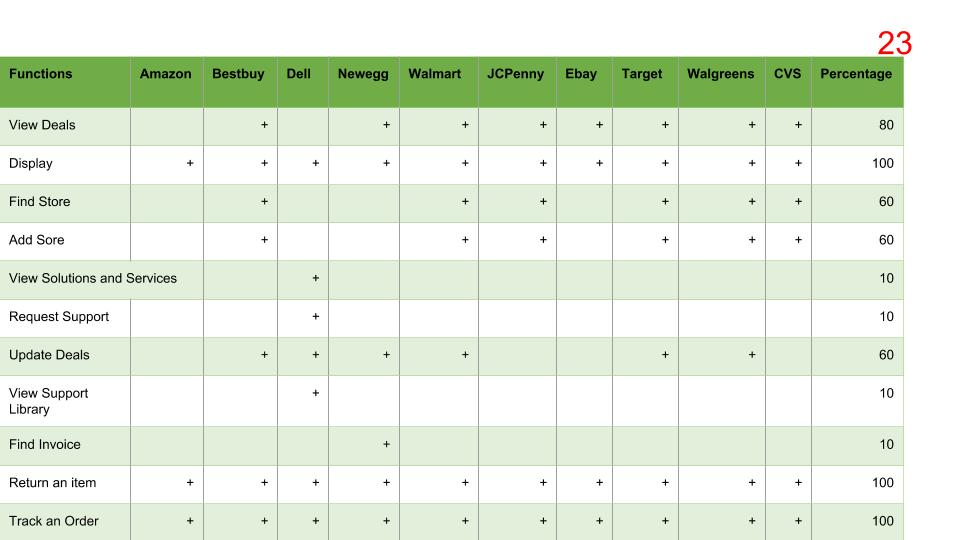 23
Functions Amazon Bestbuy Dell Newegg Walmart JCPenny Ebay Target Walgreens CVS Percentage
View Deals + + + + + + + + 80
Display + + + + + + + + + + 100
Find Store + + + + + + 60
Add Sore + + + + + + 60
View Solutions and Services + 10
Request Support + 10
Update Deals + + + + + + 60
View Support + 10
Library
Find Invoice + 10
Return an item + + + + + + + + + + 100
Track an Order + + + + + + + + + + 100